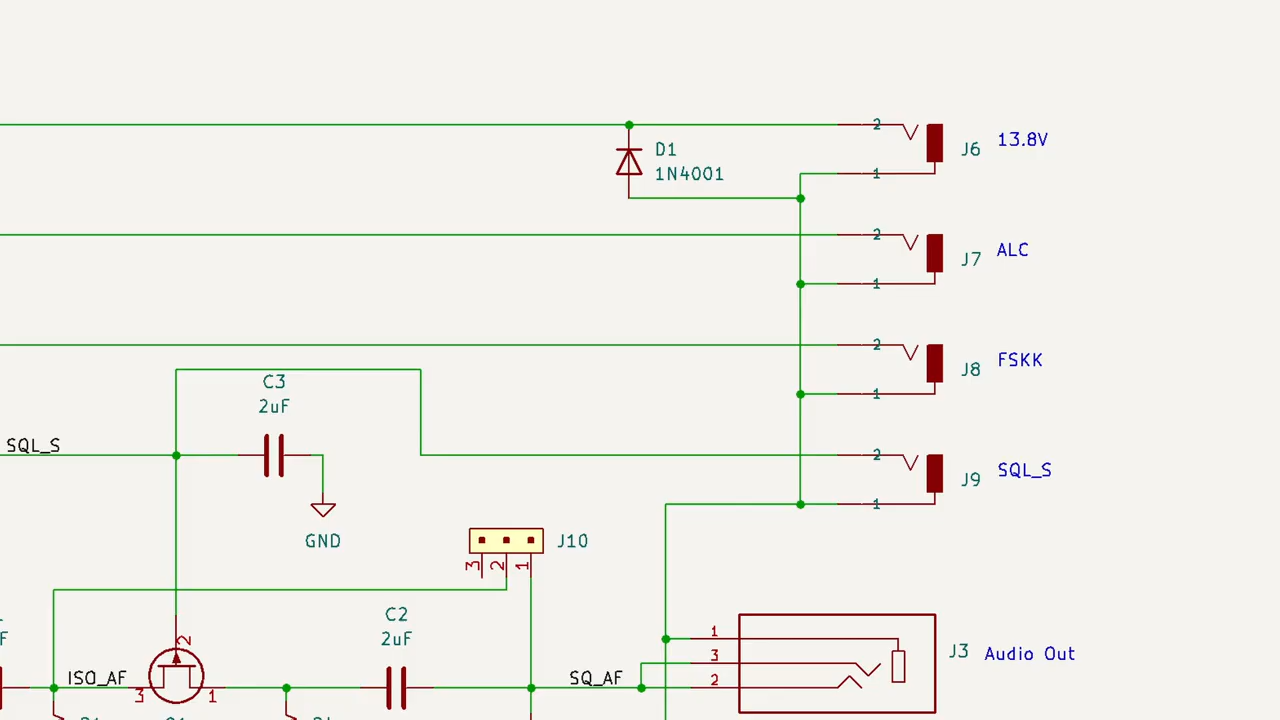 2
J6
13.8V
D1
1N4001
1
2
J7
ALC
1
2
J8
FSKK
1
C3
2uF
SQL_S
2
J9
SQL_S
1
GND
J10
3
2
1
C2
2uF
2
ISO_AF
3
1
SQ_AF
1
3
2
J3
Audio Out